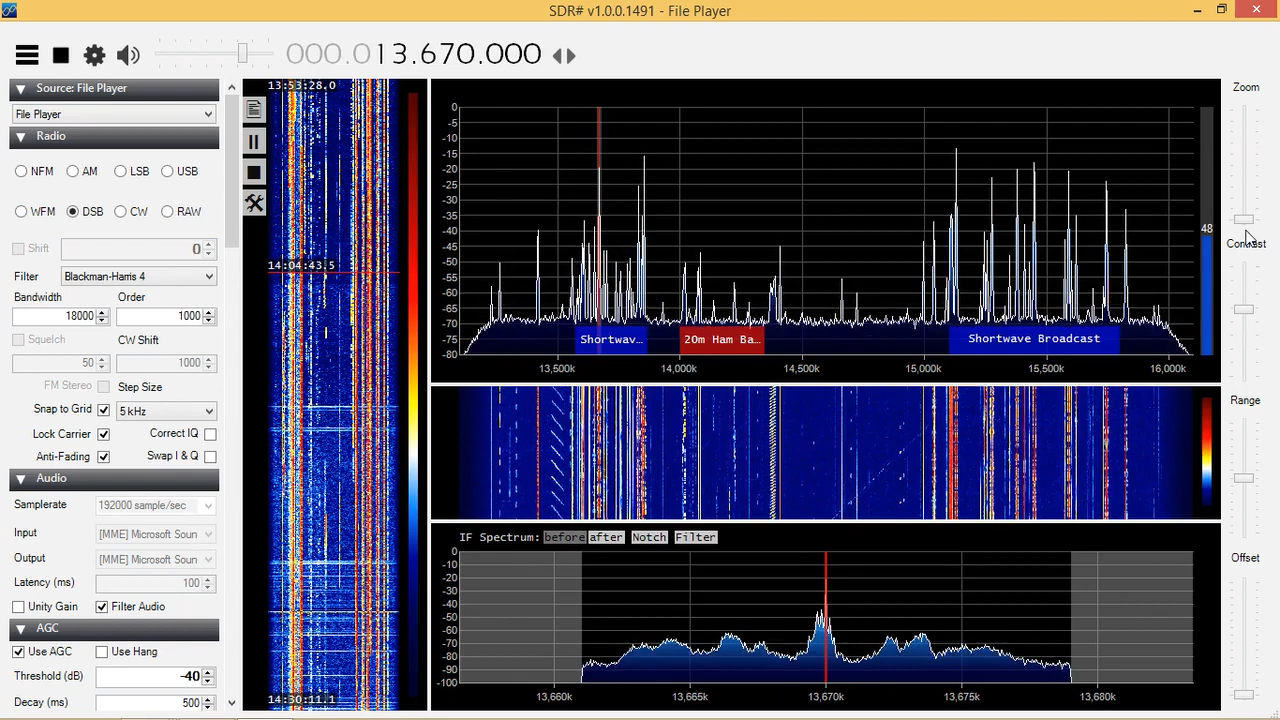 SDR# v1.0.0.1491 - File Player
000.013.670.000
Source: File Player
File Player
Radio
NFM AM LSB USB
WFM DSB CW RAW
Shift 0
Filter Blackman-Harris 4
Bandwidth Order
18000 1000
Squelch CW Shift
50 1000
FM Stereo Step Size
Snap to Grid 5 kHz
Lock Carrier Correct IQ
Anti-Fading Swap I & Q
Audio
Samplerate 192000 sample/sec
Input [MME] Microsoft Soun
Output [MME] Microsoft Soun
Latency (ms) 100
Unity Gain Filter Audio
AGC
Use AGC Use Hang
Threshold (dB) -40
Decay (ms) 500
13:53:28.0
14:04:43.5
14:30:11.1
0
-5
-10
-15
-20
-25
-30
-35
-40
-45
-50
-55
-60
-65
-70
-75
-80
Shortwav... 20m Ham Ba... Shortwave Broadcast
13,500k 14,000k 14,500k 15,000k 15,500k 16,000k
48
IF Spectrum: before after Notch Filter
0
-10
-20
-30
-40
-50
-60
-70
-80
-90
-100
13,660k 13,665k 13,670k 13,675k 13,680k
Zoom
Contrast
Range
Offset